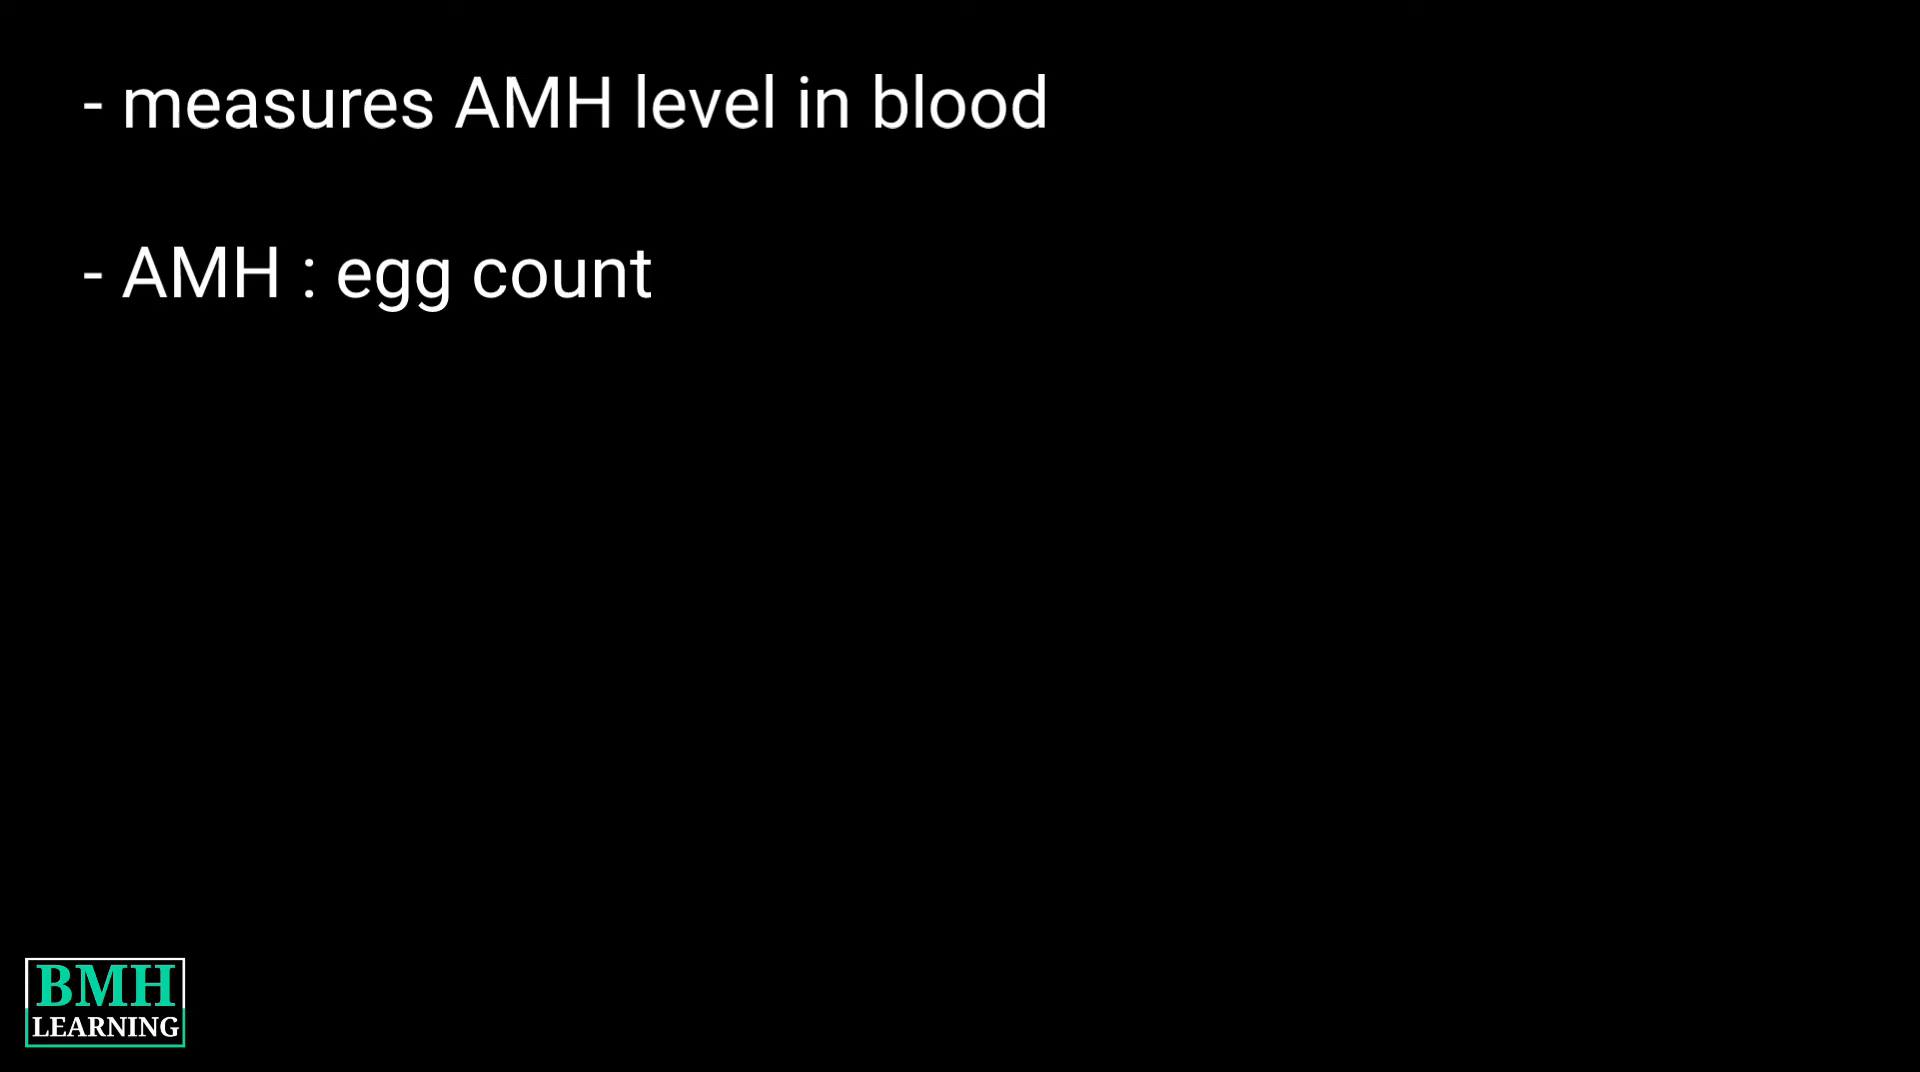 - measures AMH level in blood
- AMH : egg count
BMH
LEARNING